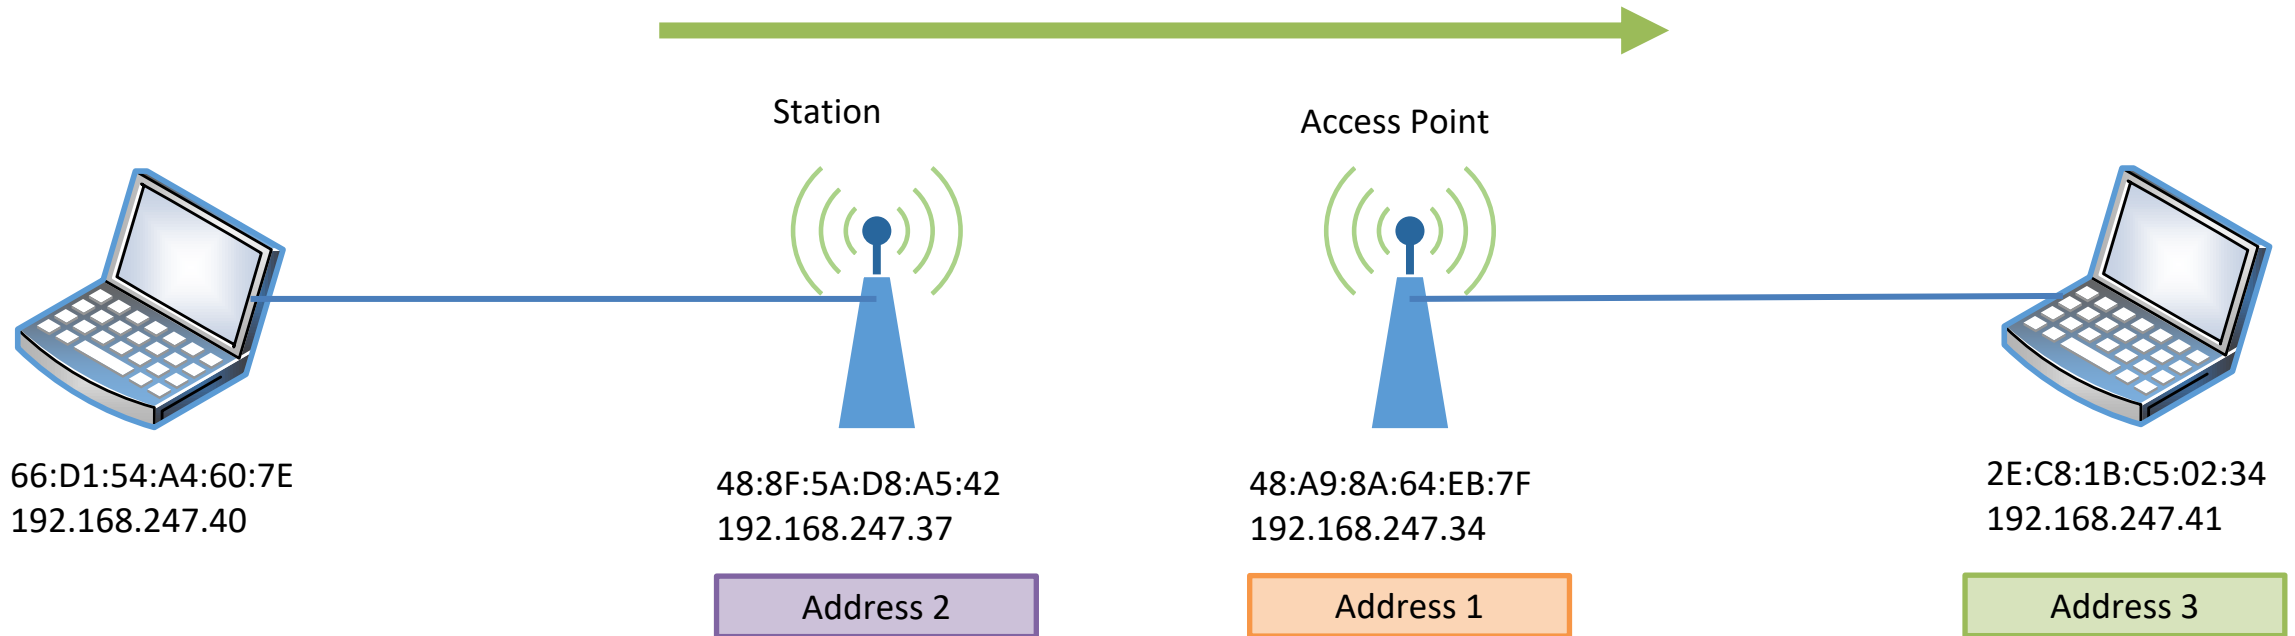 Station
Access Point
66:D1:54:A4:60:7E
192.168.247.40
48:8F:5A:D8:A5:42
192.168.247.37
Address 2
48:A9:8A:64:EB:7F
192.168.247.34
Address 1
2E:C8:1B:C5:02:34
192.168.247.41
Address 3